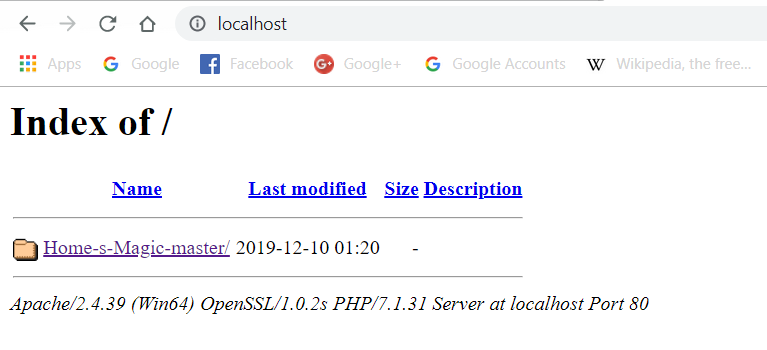 localhost
Apps Google Facebook Google+ Google Accounts Wikipedia, the free...
Index of /
Name Last modified Size Description
Home-s-Magic-master/ 2019-12-10 01:20 -
Apache/2.4.39 (Win64) OpenSSL/1.0.2s PHP/7.1.31 Server at localhost Port 80